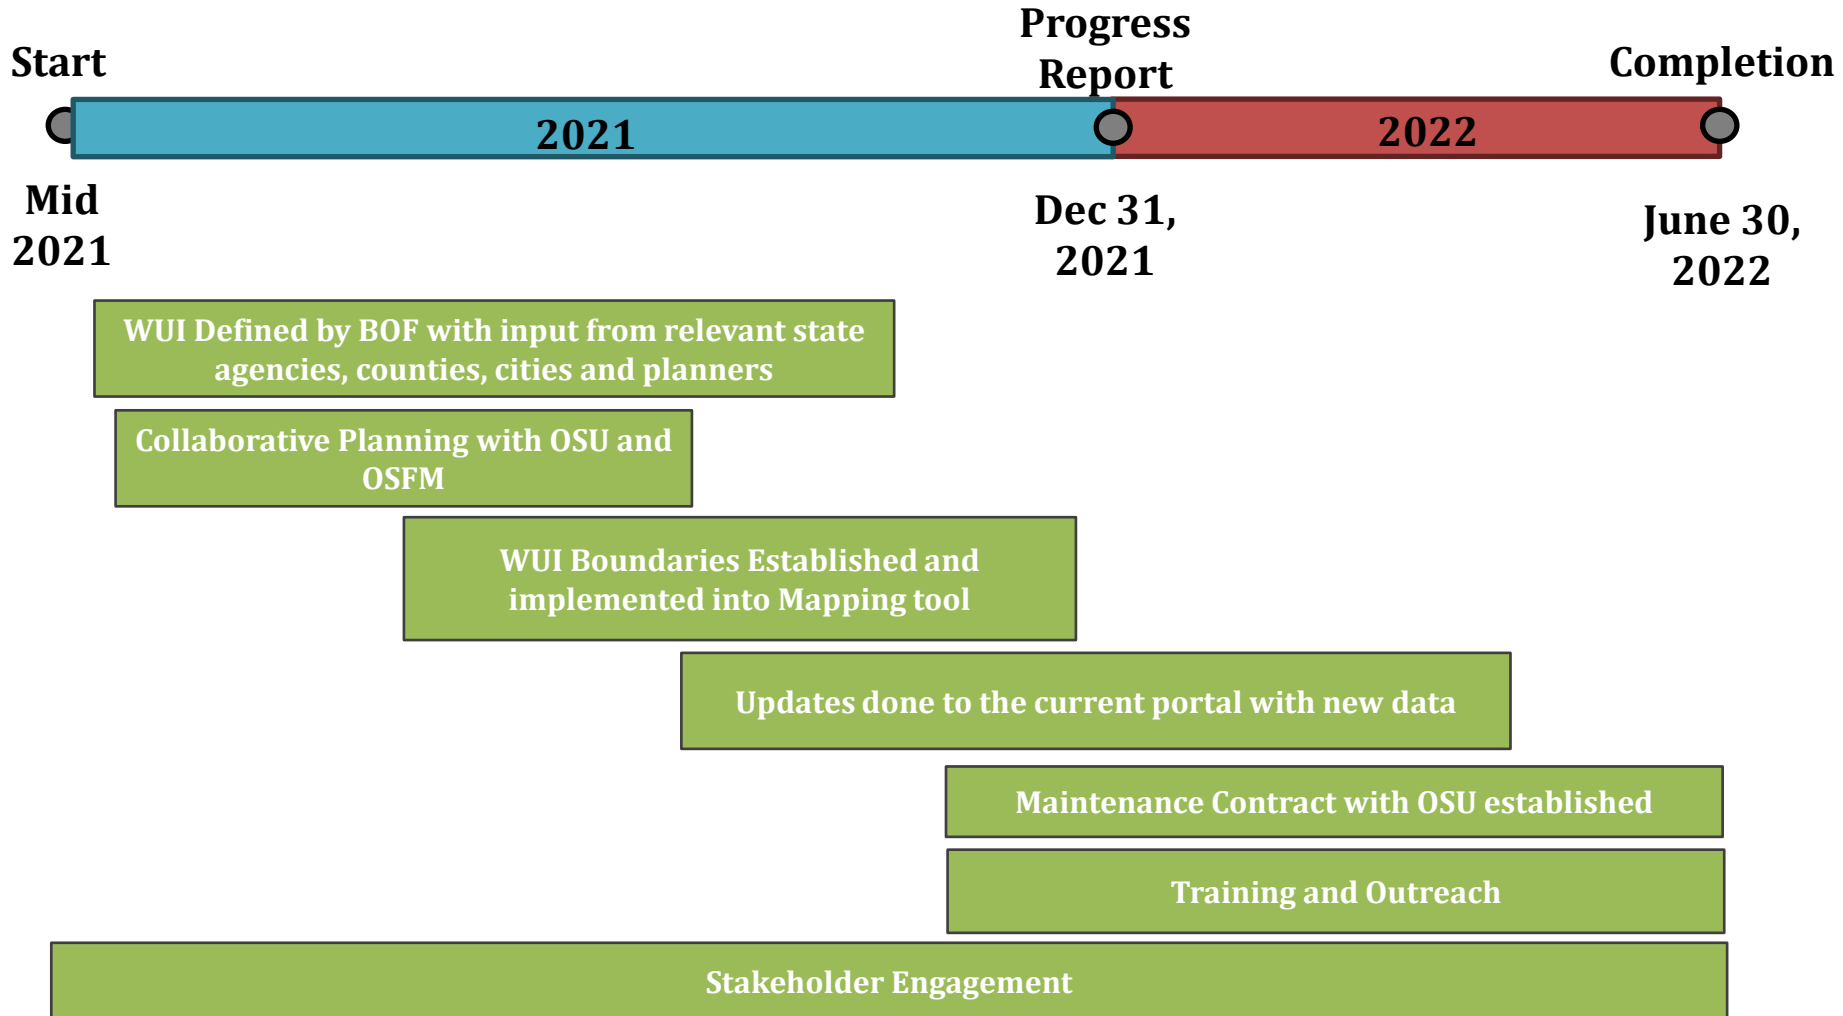 Start
Progress
Report
Completion
2021
2022
Mid
2021
Dec 31,
2021
June 30,
2022
WUI Defined by BOF with input from relevant state
agencies, counties, cities and planners
Collaborative Planning with OSU and
OSFM
WUI Boundaries Established and
implemented into Mapping tool
Updates done to the current portal with new data
Maintenance Contract with OSU established
Training and Outreach
Stakeholder Engagement